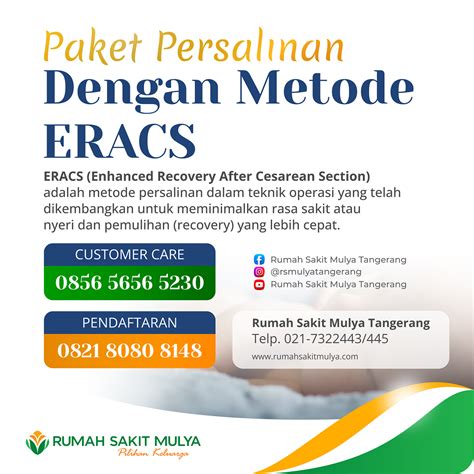 Paket Persalinan
Dengan Metode
ERACS
ERACS (Enhanced Recovery After Cesarean Section)
adalah metode persalinan dalam teknik operasi yang telah
dikembangkan untuk meminimalkan rasa sakit atau
nyeri dan pemulihan (recovery) yang lebih cepat.
CUSTOMER CARE
0856 5656 5230
Rumah Sakit Mulya Tangerang
@rsmulyatangerang
Rumah Sakit Mulya Tangerang
PENDAFTARAN
0821 8080 8148
Rumah Sakit Mulya Tangerang
Telp. 021-7322443/445
www.rumahsakitmulya.com
RUMAH SAKIT MULYA
Pilihan Keluarga